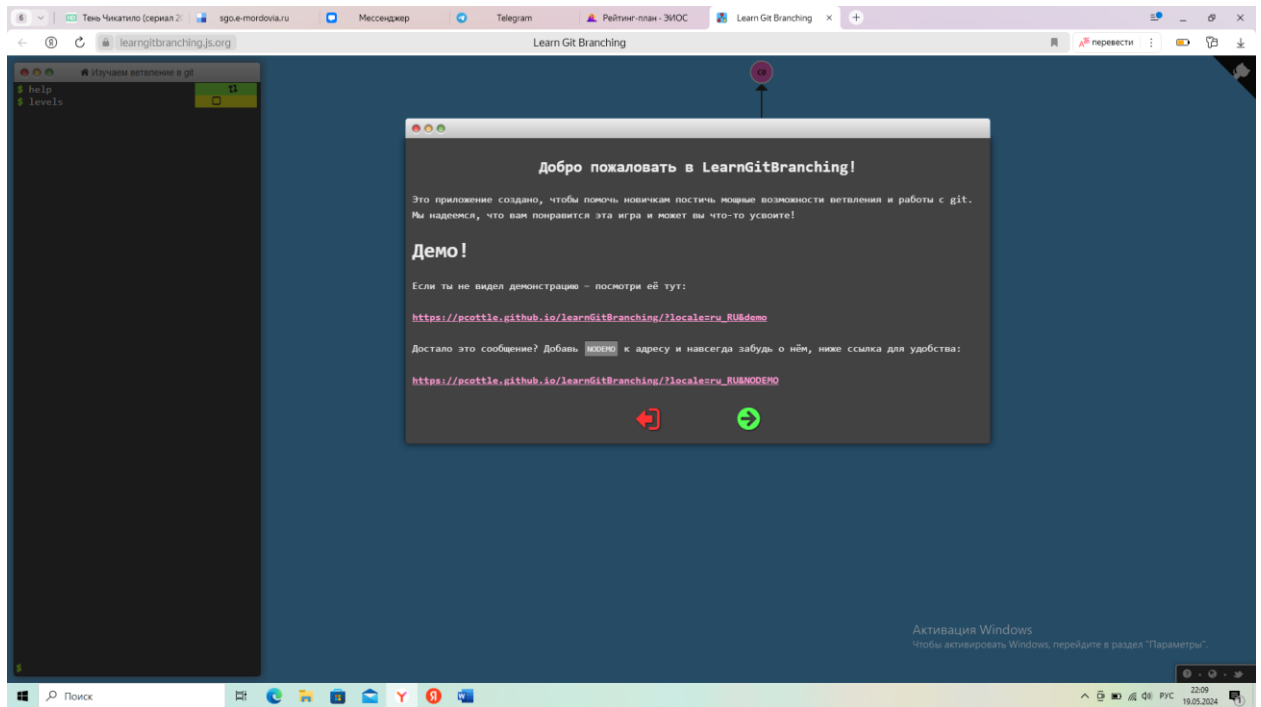 6
Тень Чикатило (сериал 20
sgo.e-mordovia.ru
Мессенджер
Telegram
Рейтинг-план - ЭИОС
Learn Git Branching
learngitbranching.js.org
Learn Git Branching
перевести
Изучаем ветвление в git
$ help
$ levels
Добро пожаловать в LearnGitBranching!
Это приложение создано, чтобы помочь новичкам постичь мощные возможности ветвления и работы с git.
Мы надеемся, что вам понравится эта игра и может вы что-то усвоите!
Демо!
Если ты не видел демонстрацию – посмотри её тут:
https://pcottle.github.io/learnGitBranching/?locale=ru_RU&demo
Достало это сообщение? Добавь NODEMO к адресу и навсегда забудь о нём, ниже ссылка для удобства:
https://pcottle.github.io/learnGitBranching/?locale=ru_RU&NODEMO
Активация Windows
Чтобы активировать Windows, перейдите в раздел "Параметры".
$
Поиск
РУС
22:09
19.05.2024